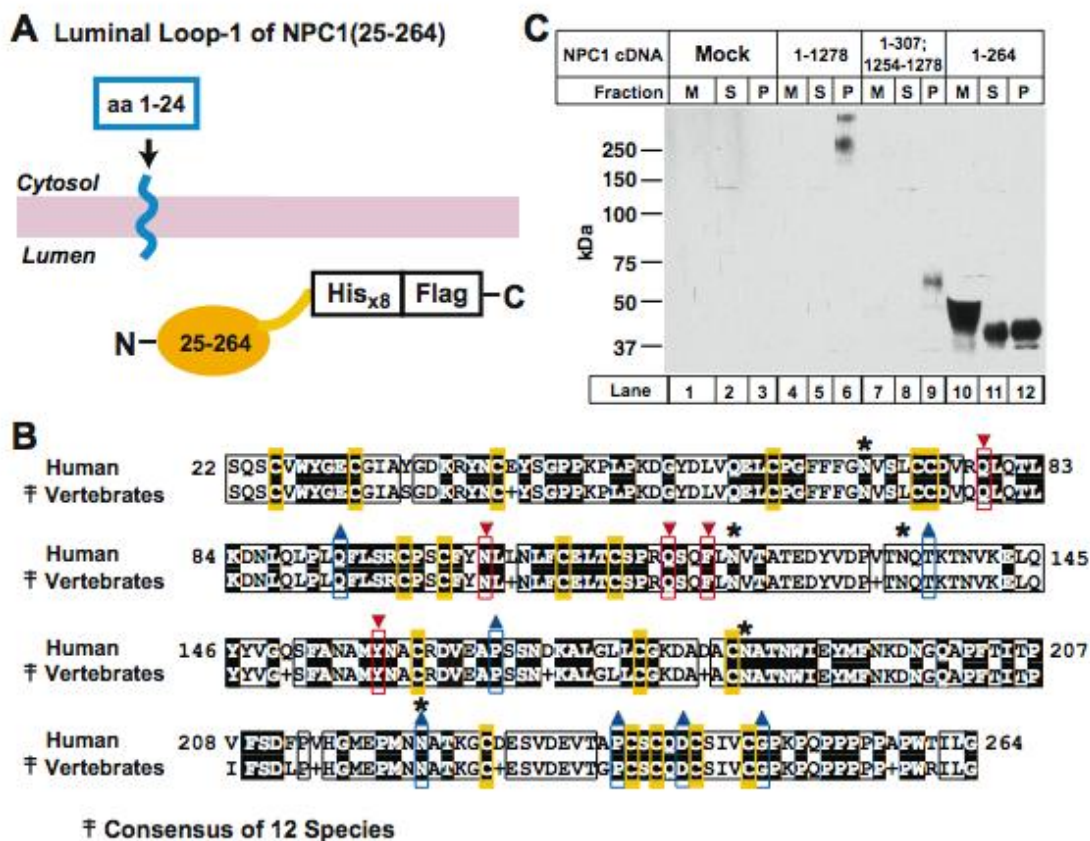 A Luminal Loop-1 of NPC1(25-264)
aa 1-24
Cytosol
Lumen
N 25-264 Hisx8 Flag C
C
NPC1 cDNA Mock 1-1278 1-307; 1254-1278 1-264
Fraction M S P M S P M S P M S P
kDa
250
150
100
75
50
37
Lane 1 2 3 4 5 6 7 8 9 10 11 12
B
*
Human 22 SQSCVWYGECGIAYGDKRYNCEYSGPPKPLPKDGYDLVQELCPGFFFGNVSLCCDVRQLQTL 83
‡ Vertebrates SQSCVWYGECGIASGDKRYNC+YSGPPKPLPKDGYDLVQELCPGFFFGNVSLCCDVQQLQTL
* *
Human 84 KDNLQLPLQFLSRCPSCFYNLLNLFCELTCSPRQSQFLNVTATEDYVDPVTNQTKTNVKELQ 145
‡ Vertebrates KDNLQLPLQFLSRCPSCFYNL+NLFCELTCSPRQSQFLNVTATEDYVDP+TNQTKTNVKELQ
*
Human 146 YYVGQSFANAMYNACRDVEAPSSNDKALGLLCGKDADACNATNWIEYMFNKDNGQAPFTITP 207
‡ Vertebrates YYVG+SFANAMYNACRDVEAPSSN+KALGLLCGKDA+ACNATNWIEYMFNKDNGQAPFTITP
*
Human 208 VFSDFPVHGMEPMNNATKGCDESVDEVTAPCSCQDCSIVCGPKPQPPPPPAPWTILG 264
‡ Vertebrates IFSDLP+HGMEPMNNATKGC+ESVDEVTGPCSCQDCSIVCGPKPQPPPPP+PWRILG
‡ Consensus of 12 Species